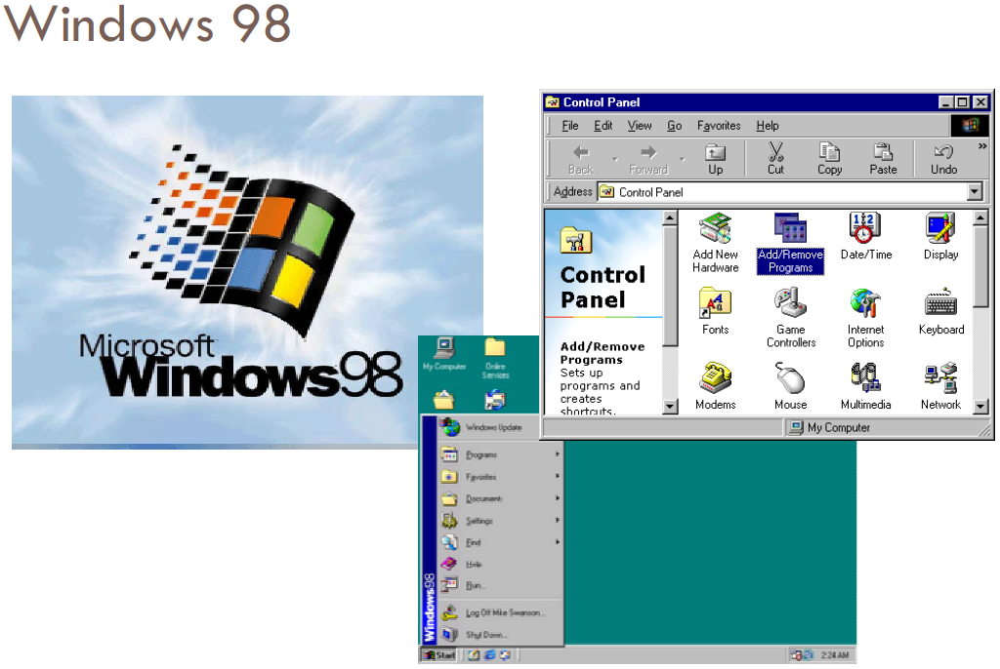 Windows 98
Microsoft
Windows98
Control Panel
File Edit View Go Favorites Help
Back Forward Up Cut Copy Paste Undo
Address Control Panel
Control
Panel
Add/Remove
Programs
Sets up
programs and
creates
shortcuts.
Add New
Hardware
Add/Remove
Programs
Date/Time
Display
Fonts
Game
Controllers
Internet
Options
Keyboard
Modems
Mouse
Multimedia
Network
My Computer
My Computer
Online
Services
Windows Update
Programs
Favorites
Documents
Settings
Find
Help
Run...
Log Off Mike Swanson...
Shut Down...
Windows98
Start
2:24 AM